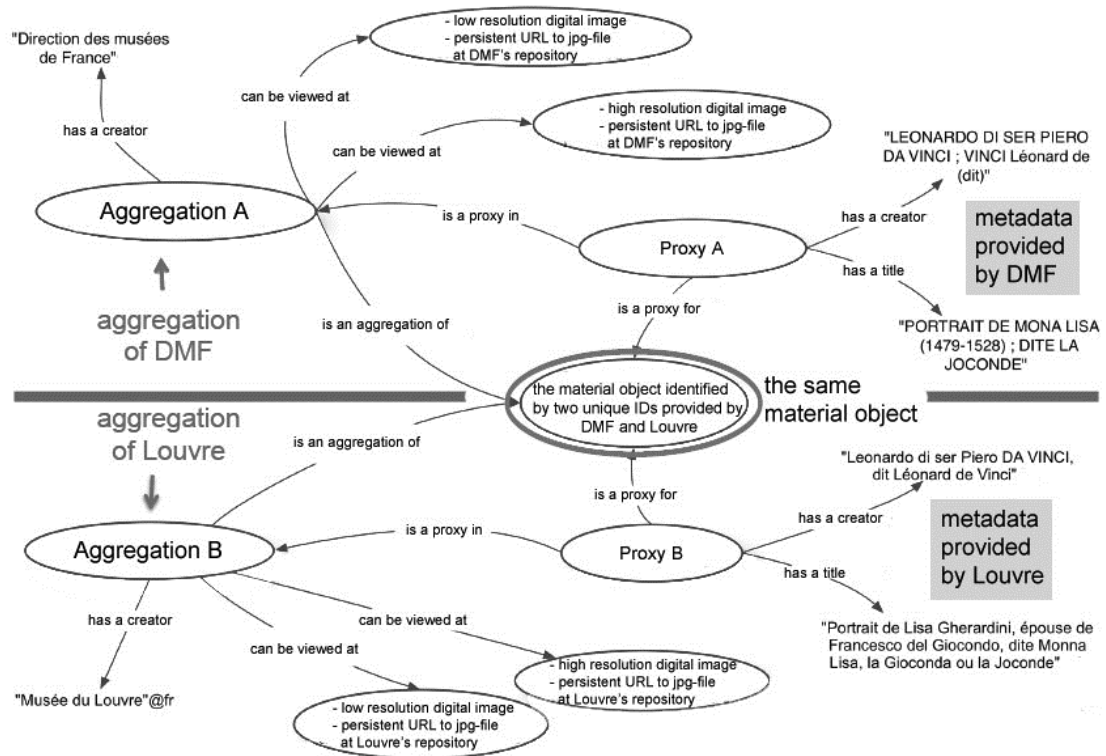 - low resolution digital image
- persistent URL to jpg-file
at DMF's repository
"Direction des musées
de France"
can be viewed at
has a creator
- high resolution digital image
- persistent URL to jpg-file
at DMF's repository
can be viewed at
"LEONARDO DI SER PIERO
DA VINCI ; VINCI Léonard de
(dit)"
Aggregation A
is a proxy in
has a creator
metadata
provided
by DMF
Proxy A
has a title
aggregation
of DMF
is an aggregation of
is a proxy for
"PORTRAIT DE MONA LISA
(1479-1528) ; DITE LA
JOCONDE"
the material object identified
by two unique IDs provided by
DMF and Louvre
the same
material object
aggregation
of Louvre
is an aggregation of
"Leonardo di ser Piero DA VINCI,
dit Léonard de Vinci"
is a proxy for
has a creator
metadata
provided
by Louvre
Aggregation B
is a proxy in
Proxy B
has a title
has a creator
can be viewed at
can be viewed at
"Portrait de Lisa Gherardini, épouse de
Francesco del Giocondo, dite Monna
Lisa, la Gioconda ou la Joconde"
- high resolution digital image
- persistent URL to jpg-file
at Louvre's repository
"Musée du Louvre"@fr
- low resolution digital image
- persistent URL to jpg-file
at Louvre's repository